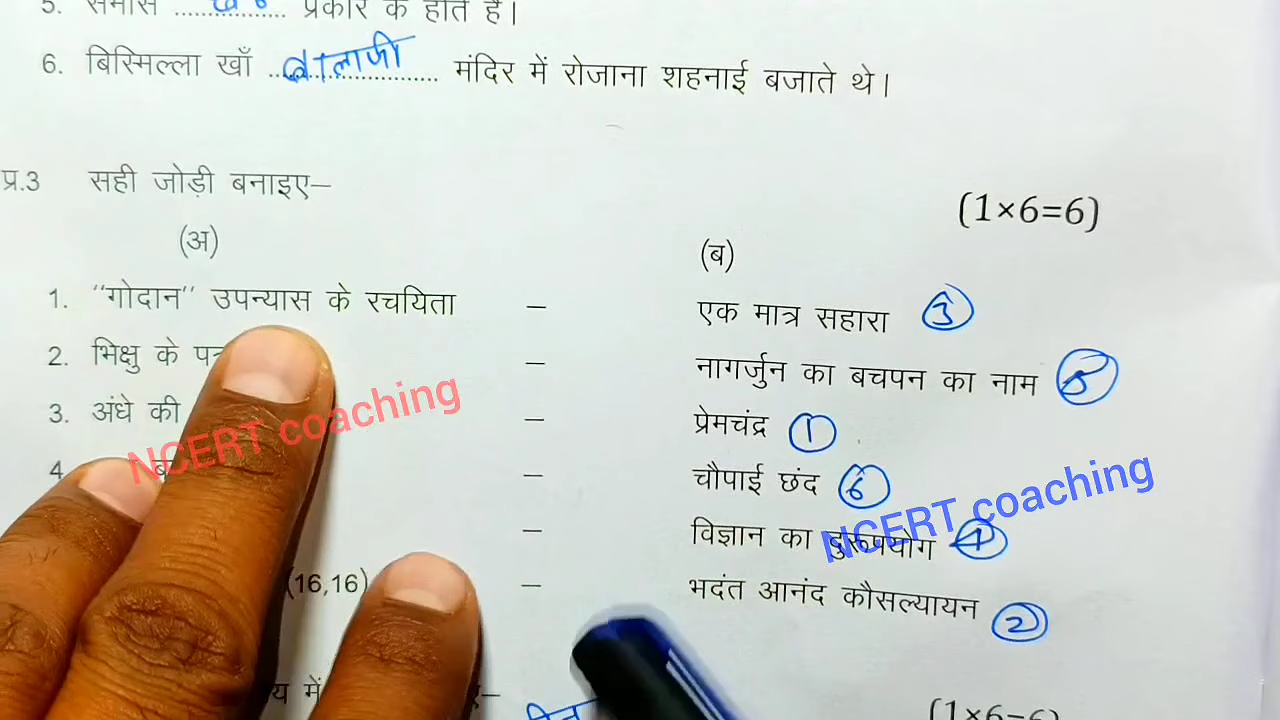 5. समास ............ प्रकार के होते हैं।
6. बिस्मिल्ला खाँ बालाजी मंदिर में रोजाना शहनाई बजाते थे।
प्र.3 सही जोड़ी बनाइए–
(1×6=6)
(अ) (ब)
1. "गोदान" उपन्यास के रचयिता – एक मात्र सहारा 3
2. भिक्षु के – नागर्जुन का बचपन का नाम 5
3. अंधे की – प्रेमचंद्र 1
4 – चौपाई छंद 6
– विज्ञान का दुरूपयोग 4
(16,16) – भदंत आनंद कौसल्यायन 2
NCERT coaching
NCERT coaching
में
(1×6=6)